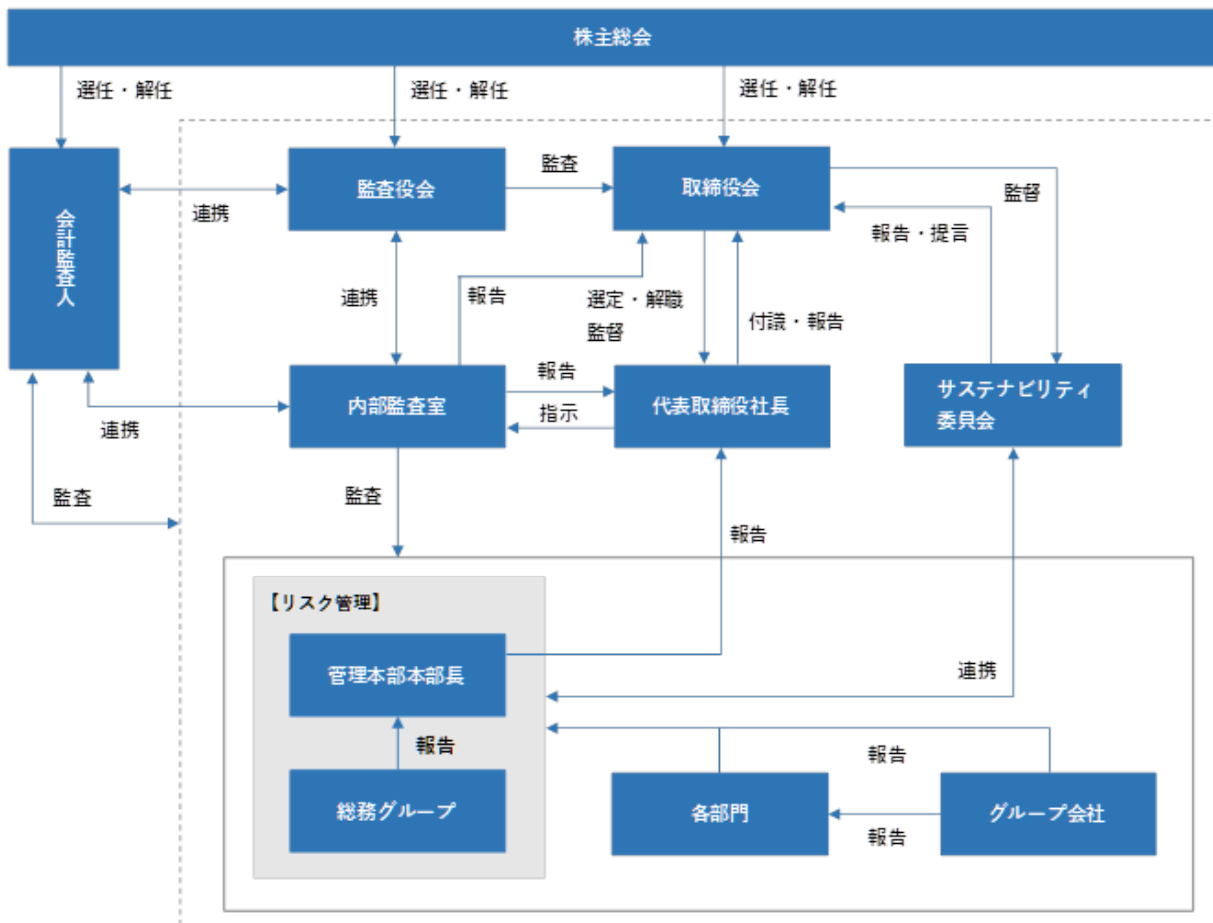 株主総会
選任・解任
選任・解任
選任・解任
会計監査人
監査役会
監査
取締役会
監督
連携
報告・提言
連携
報告
選定・解職
監督
付議・報告
内部監査室
報告
指示
代表取締役社長
サステナビリティ
委員会
連携
監査
監査
報告
【リスク管理】
管理本部本部長
連携
報告
報告
総務グループ
各部門
報告
グループ会社